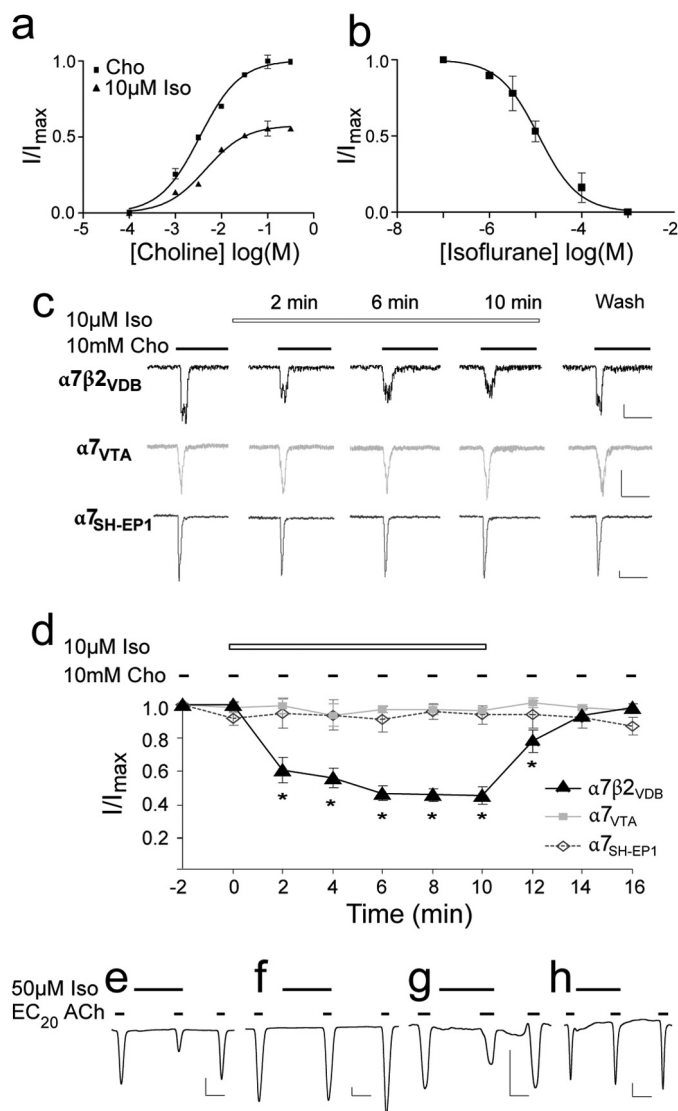 a
b
1.0
0.5
0.0
I/Imax
Cho
10µM Iso
-5
-4
-3
-2
-1
0
[Choline] log(M)
1.0
0.5
0.0
I/Imax
-8
-6
-4
-2
[Isoflurane] log(M)
c
2 min
6 min
10 min
Wash
10µM Iso
10mM Cho
α7β2VDB
α7VTA
α7SH-EP1
d
10µM Iso
10mM Cho
1.0
0.8
0.6
0.4
0.2
I/Imax
* * * * * *
α7β2VDB
α7VTA
α7SH-EP1
-2 0 2 4 6 8 10 12 14 16
Time (min)
e f g h
50µM Iso
EC20 ACh